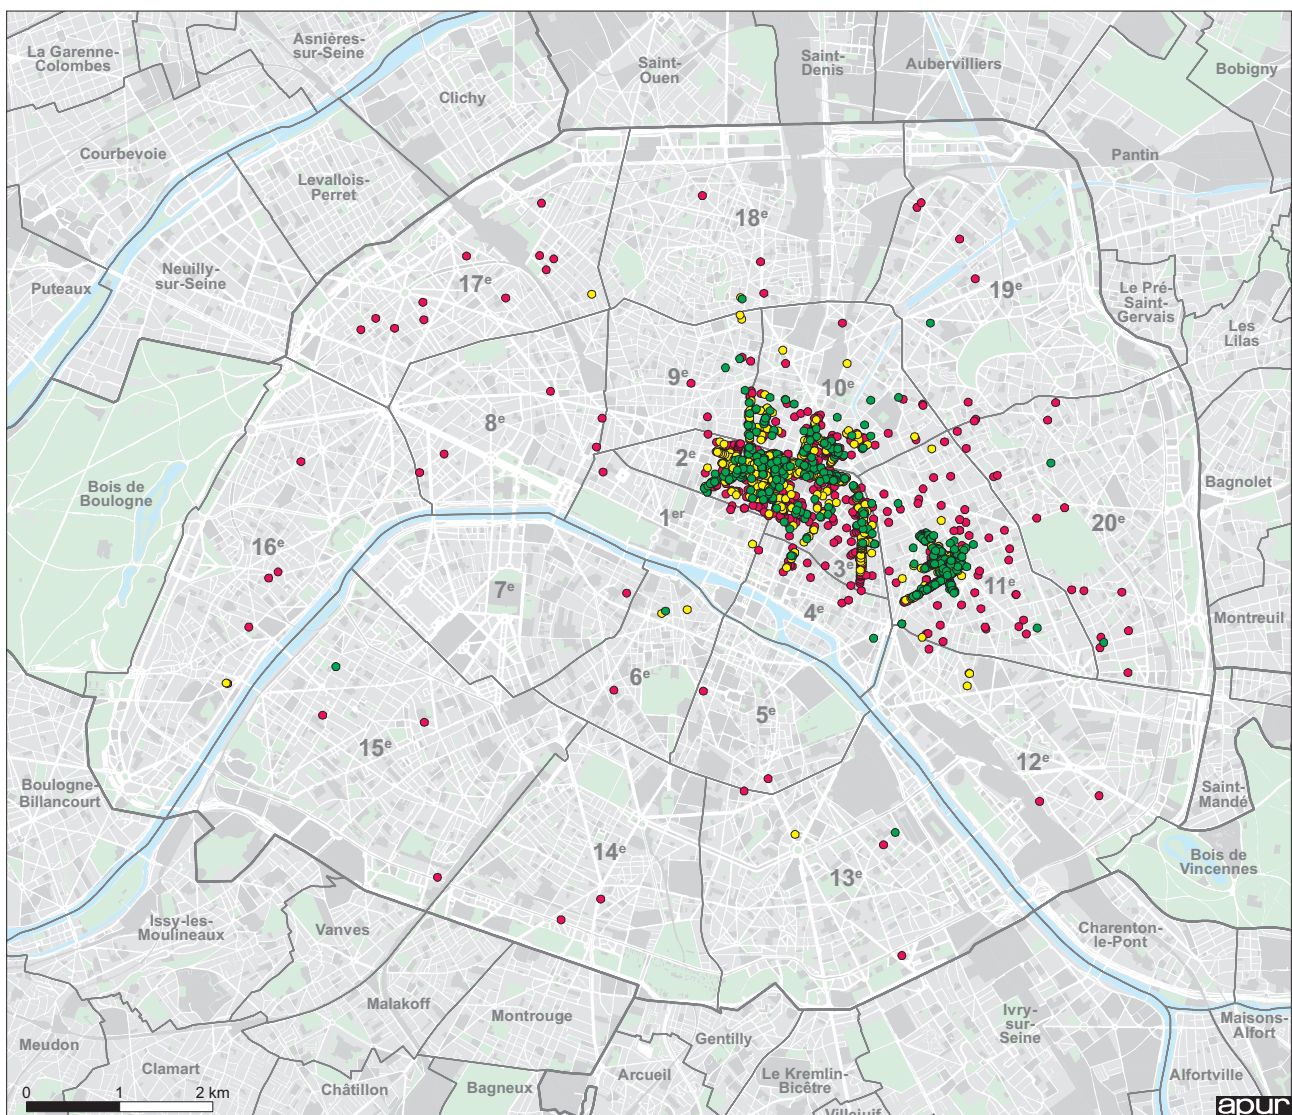 La Garenne-
Colombes
Asnières-
sur-Seine
Saint-
Ouen
Saint-
Denis
Aubervilliers
Bobigny
Clichy
Courbevoie
Levallois-
Perret
Pantin
Neuilly-
sur-Seine
Puteaux
17e
18e
19e
Le Pré-
Saint-
Gervais
Les
Lilas
9e
10e
8e
2e
Bois de
Boulogne
Bagnolet
1er
20e
16e
7e
3e
11e
4e
Montreuil
6e
5e
15e
12e
Boulogne-
Billancourt
Saint-
Mandé
14e
13e
Bois de
Vincennes
Issy-les-
Moulineaux
Vanves
Charenton-
le-Pont
Malakoff
Montrouge
Ivry-
sur-
Seine
Maisons-
Alfort
Meudon
Gentilly
Clamart
Châtillon
Bagneux
Arcueil
Le Kremlin-
Bicêtre
Alfortville
Villejuif
0 1 2 km
apur